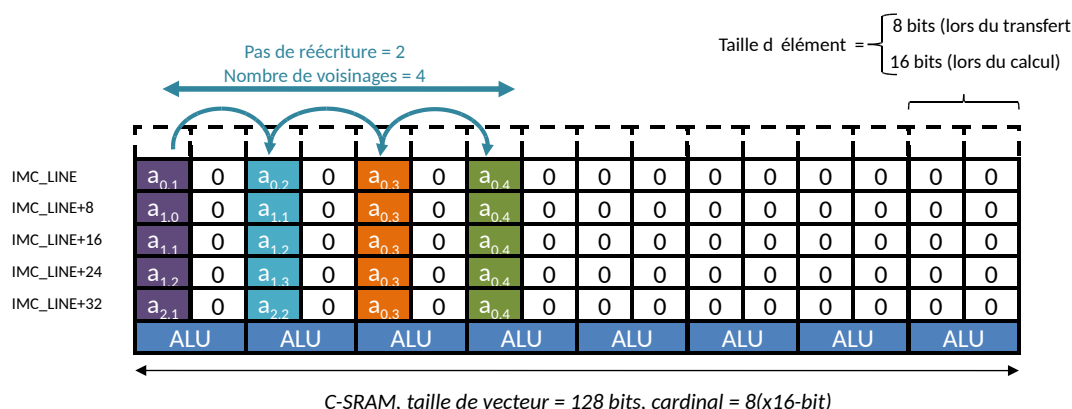 Pas de réécriture = 2
Nombre de voisinages = 4
Taille d élément =
8 bits (lors du transfert
16 bits (lors du calcul)
IMC_LINE a0.1 0 a0.2 0 a0.3 0 a0.4 0 0 0 0 0 0 0 0 0
IMC_LINE+8 a1.0 0 a1.1 0 a0.3 0 a0.4 0 0 0 0 0 0 0 0 0
IMC_LINE+16 a1.1 0 a1.2 0 a0.3 0 a0.4 0 0 0 0 0 0 0 0 0
IMC_LINE+24 a1.2 0 a1.3 0 a0.3 0 a0.4 0 0 0 0 0 0 0 0 0
IMC_LINE+32 a2.1 0 a2.2 0 a0.3 0 a0.4 0 0 0 0 0 0 0 0 0
ALU ALU ALU ALU ALU ALU ALU ALU
C-SRAM, taille de vecteur = 128 bits, cardinal = 8(x16-bit)